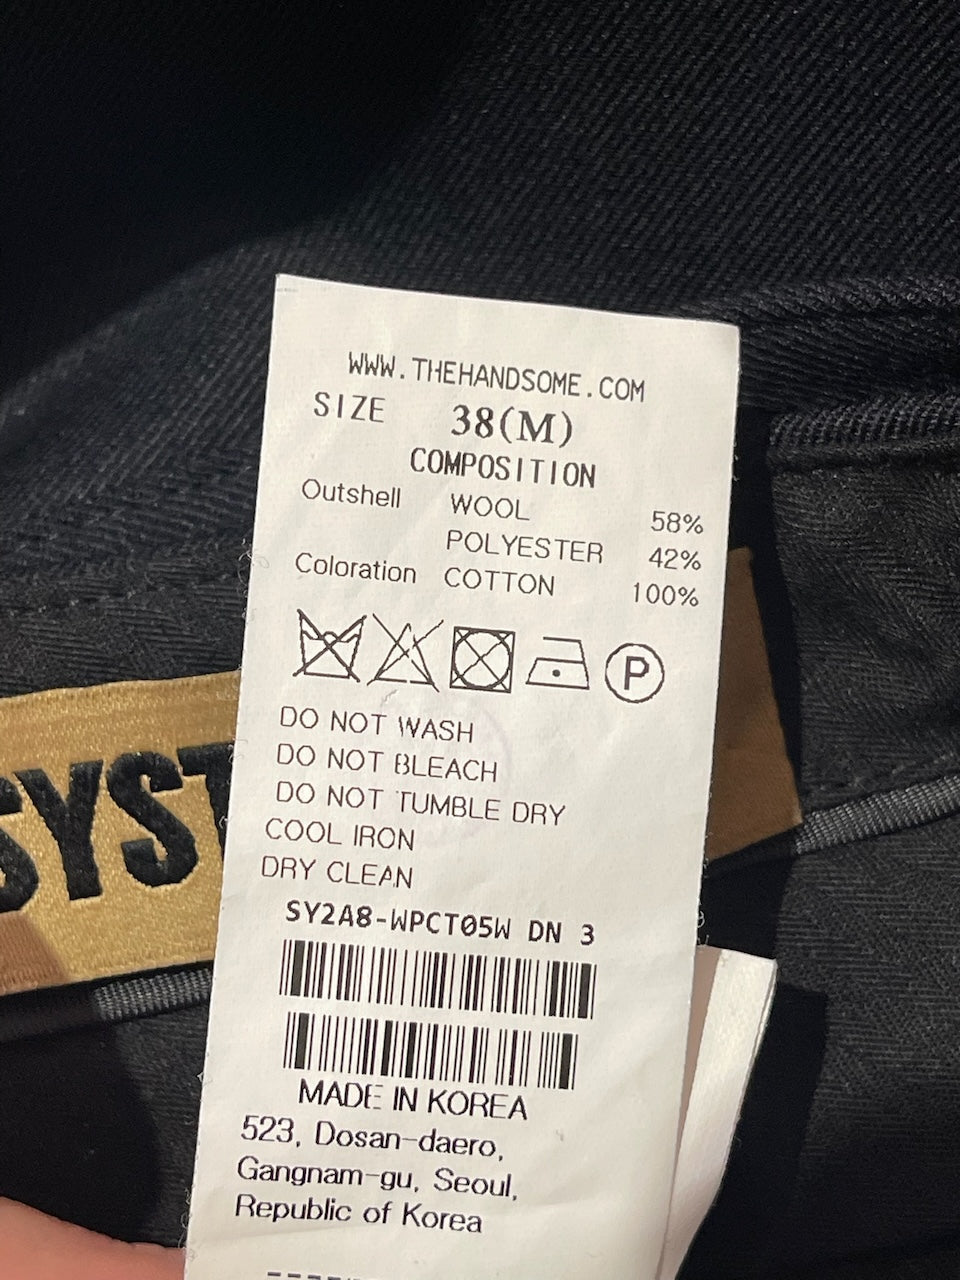 WWW.THEHANDSOME.COM
SIZE 38(M)
COMPOSITION
Outshell WOOL 58%
POLYESTER 42%
Coloration COTTON 100%
P
DO NOT WASH
DO NOT BLEACH
DO NOT TUMBLE DRY
COOL IRON
DRY CLEAN
SYST
SY2A8-WPCT05W DN 3
MADE IN KOREA
523, Dosan-daero,
Gangnam-gu, Seoul,
Republic of Korea